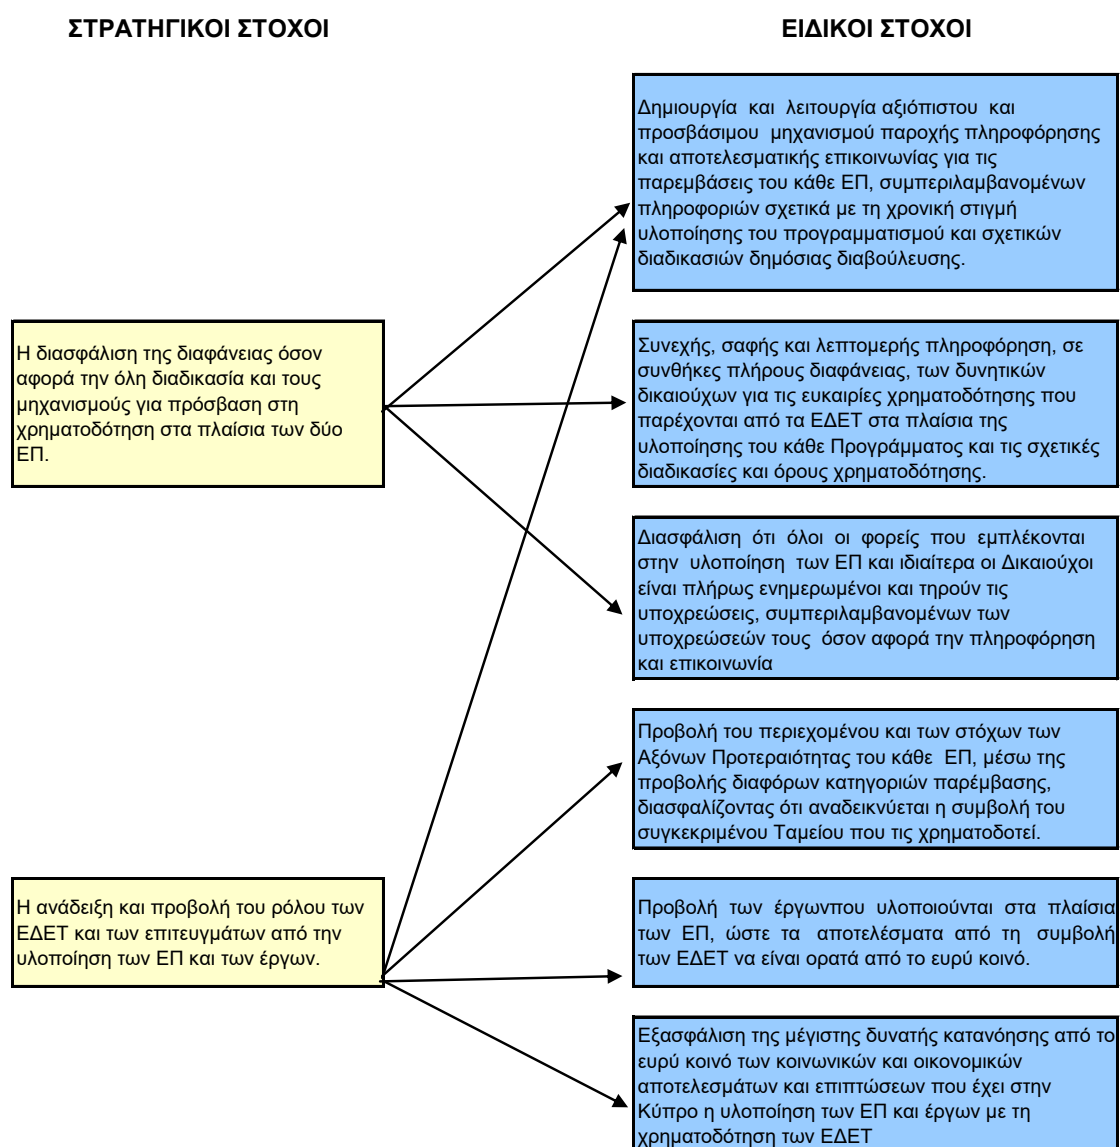 ΣΤΡΑΤΗΓΙΚΟΙ ΣΤΟΧΟΙ
ΕΙΔΙΚΟΙ ΣΤΟΧΟΙ
Δημιουργία και λειτουργία αξιόπιστου και
προσβάσιμου μηχανισμού παροχής πληροφόρησης
και αποτελεσματικής επικοινωνίας για τις
παρεμβάσεις του κάθε ΕΠ, συμπεριλαμβανομένων
πληροφοριών σχετικά με τη χρονική στιγμή
υλοποίησης του προγραμματισμού και σχετικών
διαδικασιών δημόσιας διαβούλευσης.
Η διασφάλιση της διαφάνειας όσον
αφορά την όλη διαδικασία και τους
μηχανισμούς για πρόσβαση στη
χρηματοδότηση στα πλαίσια των δύο
ΕΠ.
Συνεχής, σαφής και λεπτομερής πληροφόρηση, σε
συνθήκες πλήρους διαφάνειας, των δυνητικών
δικαιούχων για τις ευκαιρίες χρηματοδότησης που
παρέχονται από τα ΕΔΕΤ στα πλαίσια της
υλοποίησης του κάθε Προγράμματος και τις σχετικές
διαδικασίες και όρους χρηματοδότησης.
Διασφάλιση ότι όλοι οι φορείς που εμπλέκονται
στην υλοποίηση των ΕΠ και ιδιαίτερα οι Δικαιούχοι
είναι πλήρως ενημερωμένοι και τηρούν τις
υποχρεώσεις, συμπεριλαμβανομένων των
υποχρεώσεών τους όσον αφορά την πληροφόρηση
και επικοινωνία
Προβολή του περιεχομένου και των στόχων των
Αξόνων Προτεραιότητας του κάθε ΕΠ, μέσω της
προβολής διαφόρων κατηγοριών παρέμβασης,
διασφαλίζοντας ότι αναδεικνύεται η συμβολή του
συγκεκριμένου Ταμείου που τις χρηματοδοτεί.
Η ανάδειξη και προβολή του ρόλου των
ΕΔΕΤ και των επιτευγμάτων από την
υλοποίηση των ΕΠ και των έργων.
Προβολή των έργωνπου υλοποιούνται στα πλαίσια
των ΕΠ, ώστε τα αποτελέσματα από τη συμβολή
των ΕΔΕΤ να είναι ορατά από το ευρύ κοινό.
Εξασφάλιση της μέγιστης δυνατής κατανόησης από το
ευρύ κοινό των κοινωνικών και οικονομικών
αποτελεσμάτων και επιπτώσεων που έχει στην
Κύπρο η υλοποίηση των ΕΠ και έργων με τη
χρηματοδότηση των ΕΔΕΤ